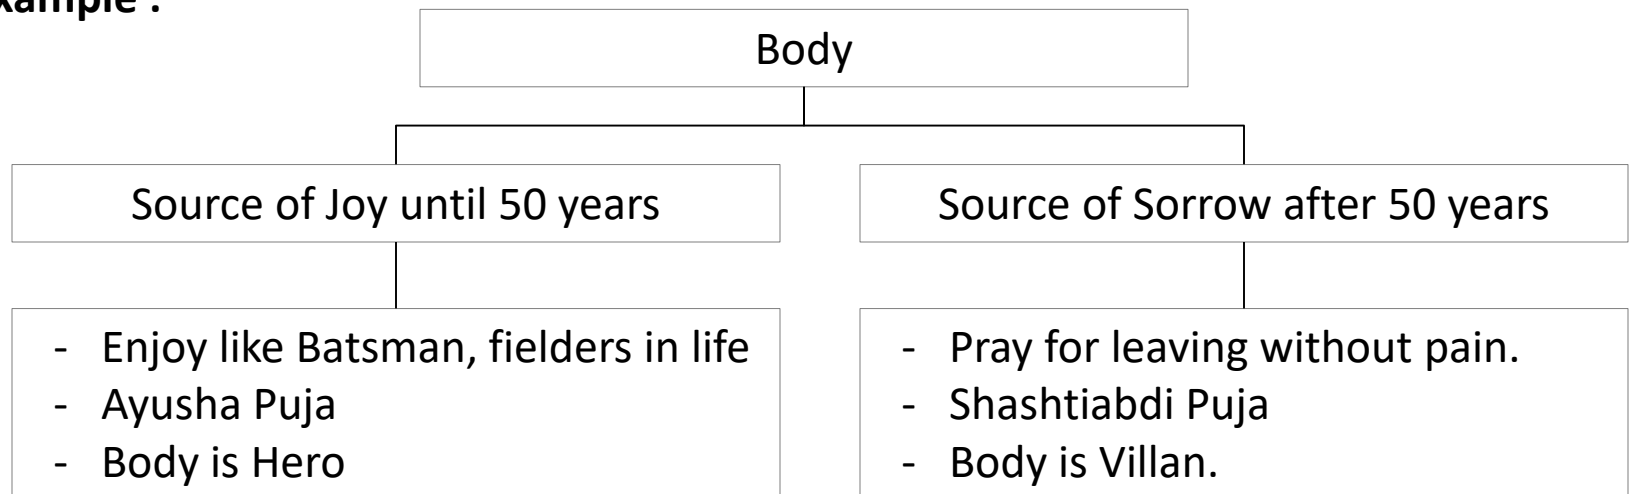 xample :
Body
Source of Joy until 50 years
Source of Sorrow after 50 years
- Enjoy like Batsman, fielders in life
- Ayusha Puja
- Body is Hero
- Pray for leaving without pain.
- Shashtiabdi Puja
- Body is Villan.